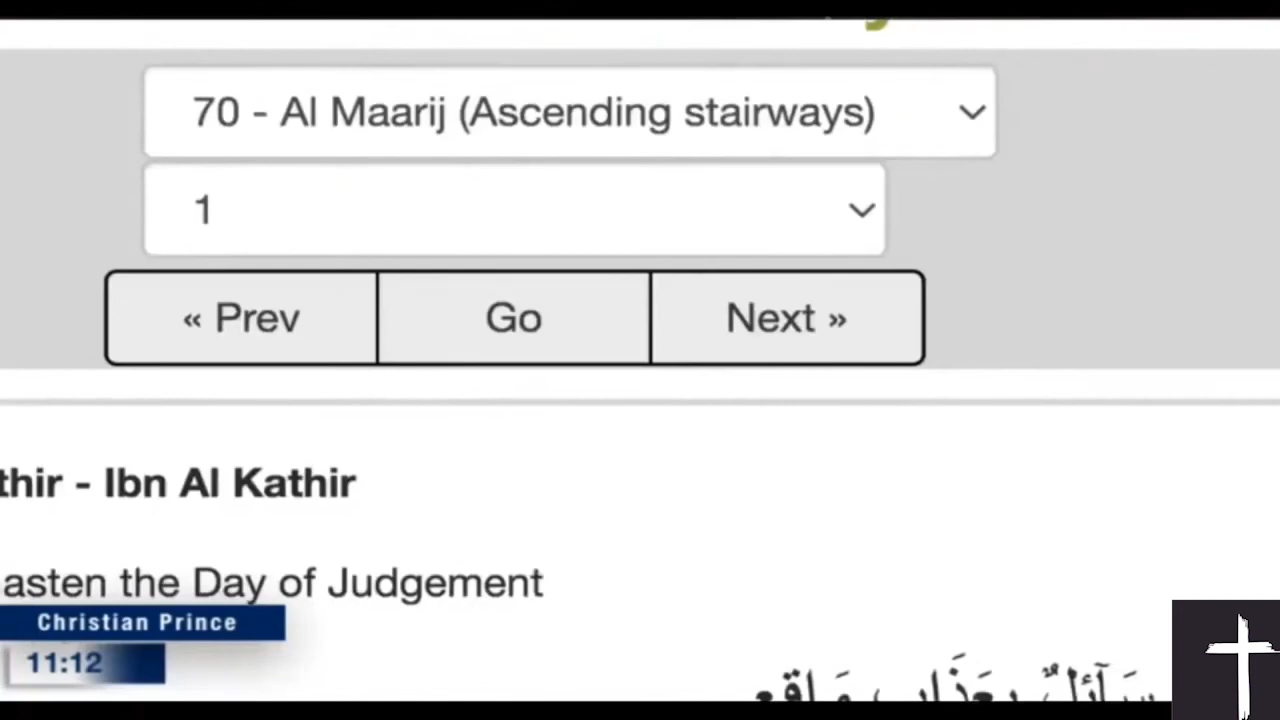 70 - Al Maarij (Ascending stairways)
1
« Prev
Go
Next »
thir - Ibn Al Kathir
asten the Day of Judgement
Christian Prince
11:12